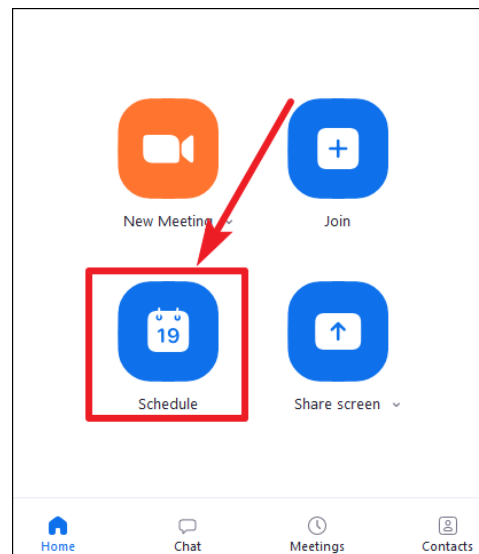 New Meeting
Join
19
Schedule
Share screen
Home
Chat
Meetings
Contacts